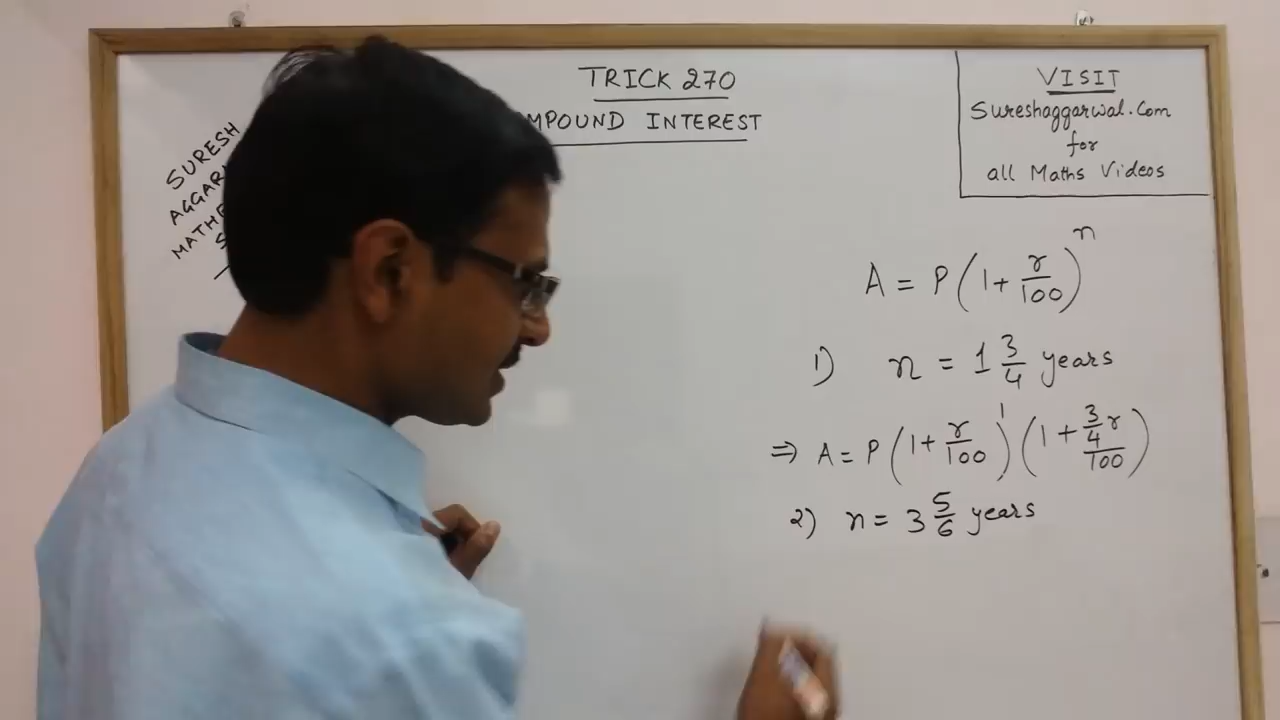 TRICK 270
INTEREST
SURESH
VISIT
Sureshaggarwal.Com
for
all Maths Videos
A = P(1 + r/100)^n
1) n = 1 3/4 years
⇒ A = P(1 + r/100)^1 (1 + 3/4 r/100)
2) n = 3 5/6 years